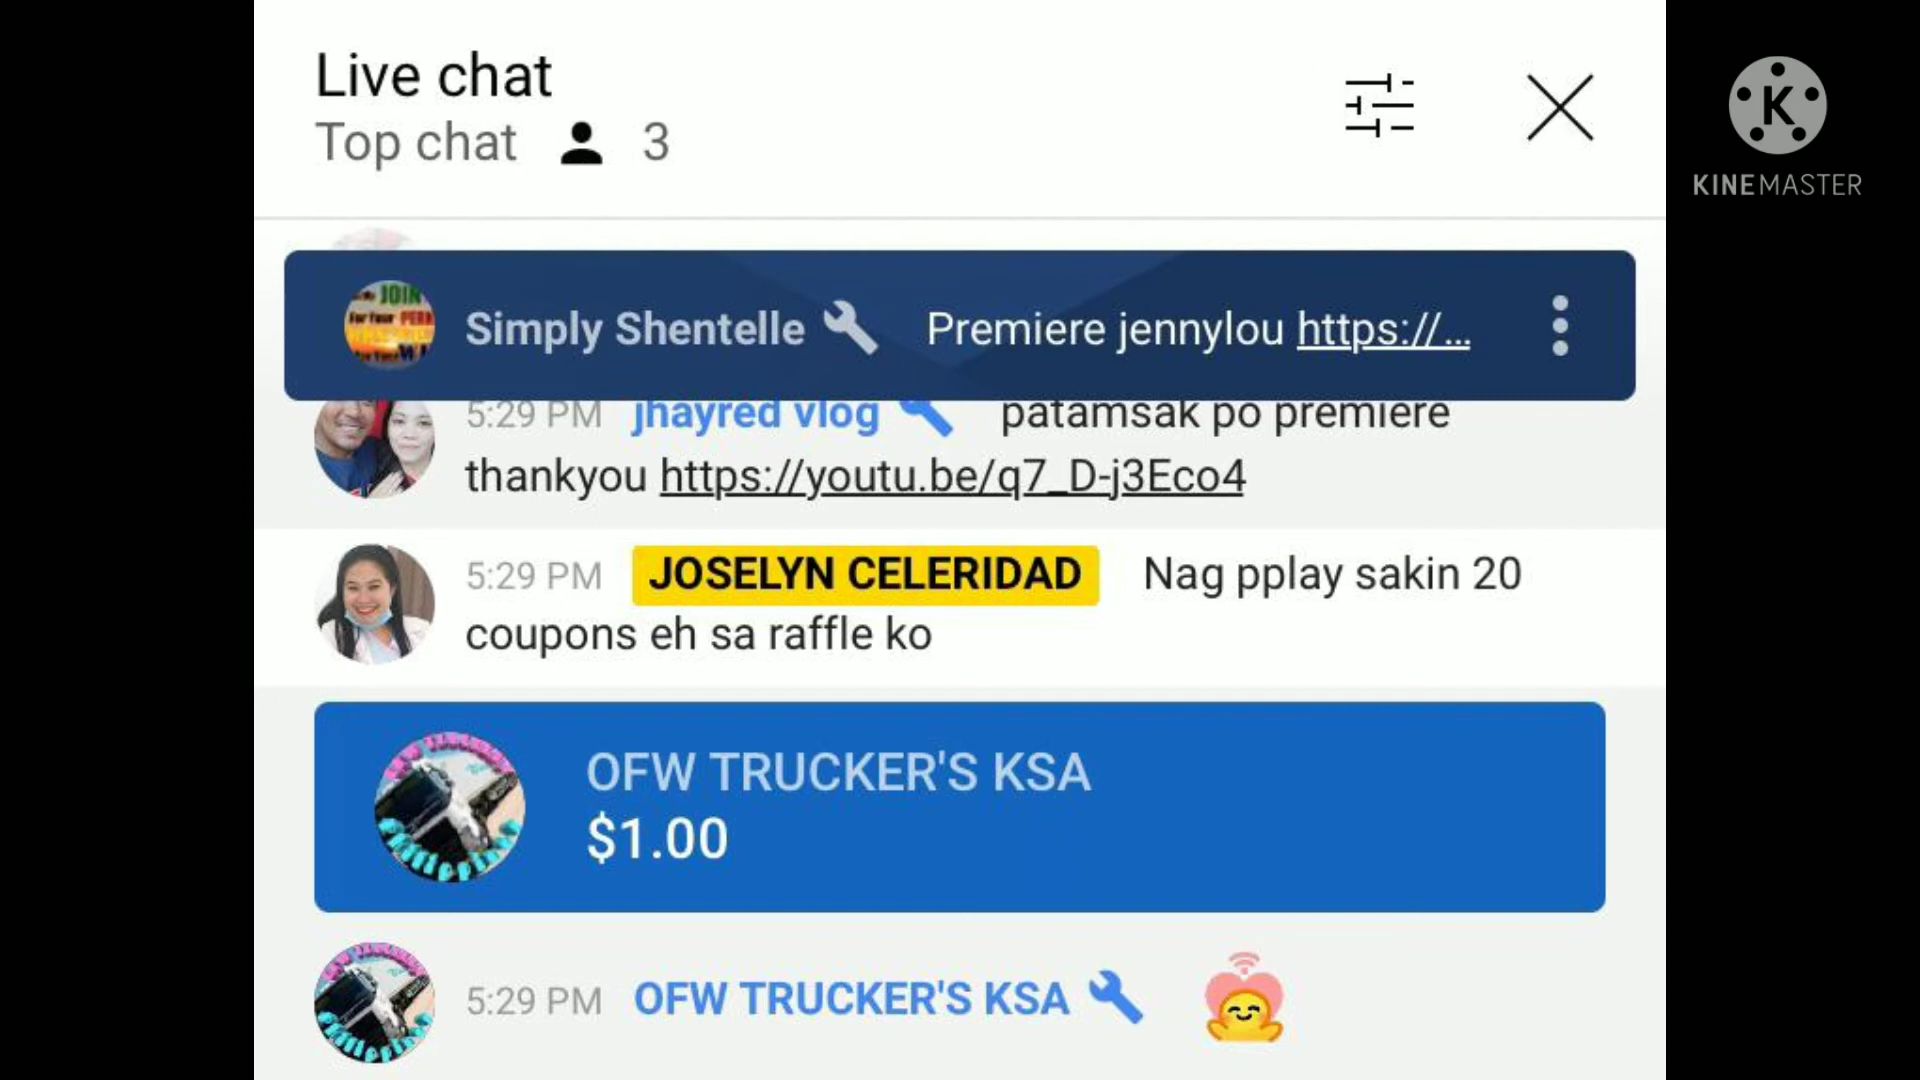 Live chat
Top chat 3
KINEMASTER
JOIN
Simply Shentelle Premiere jennylou https://...
5:29 PM jhayred vlog patamsak po premiere
thankyou https://youtu.be/q7_D-j3Eco4
5:29 PM JOSELYN CELERIDAD Nag pplay sakin 20
coupons eh sa raffle ko
OFW TRUCKER'S KSA
$1.00
5:29 PM OFW TRUCKER'S KSA